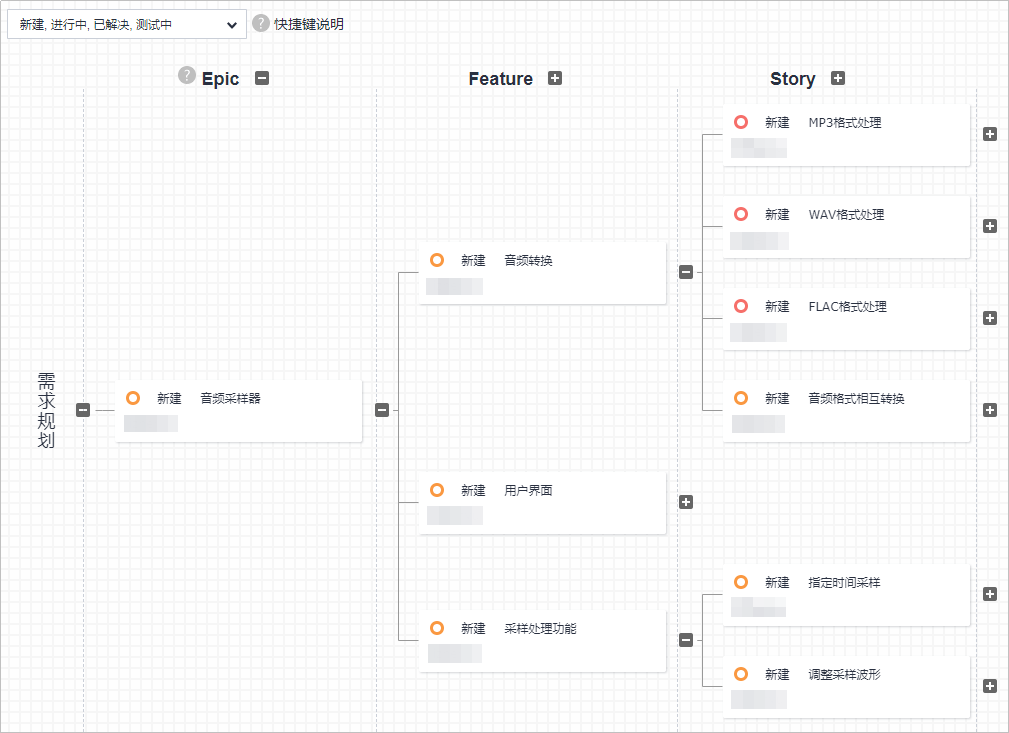 新建, 进行中, 已解决, 测试中
? 快捷键说明
? Epic
Feature
Story
需求规划
新建 音频采样器
新建 音频转换
新建 用户界面
新建 采样处理功能
新建 MP3格式处理
新建 WAV格式处理
新建 FLAC格式处理
新建 音频格式相互转换
新建 指定时间采样
新建 调整采样波形